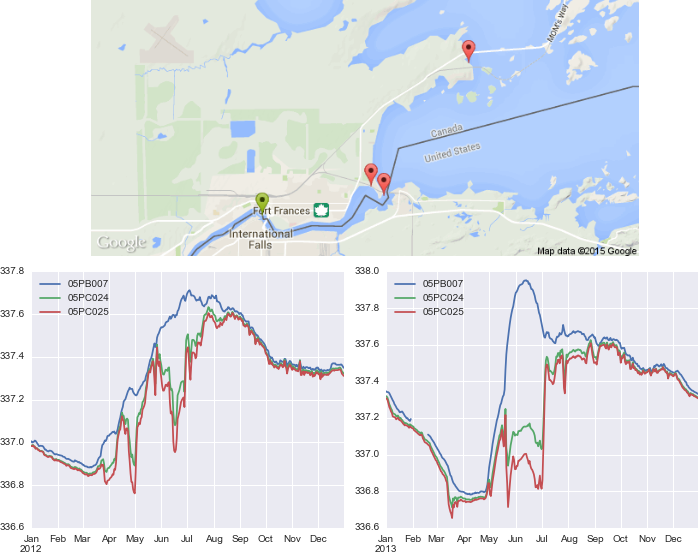 MOM's Way
Canada
United States
Fort Frances
International
Falls
Google
Map data ©2015 Google
337.8
337.6
337.4
337.2
337.0
336.8
336.6
05PB007
05PC024
05PC025
Jan Feb Mar Apr May Jun Jul Aug Sep Oct Nov Dec
2012
338.0
337.8
337.6
337.4
337.2
337.0
336.8
336.6
05PB007
05PC024
05PC025
Jan Feb Mar Apr May Jun Jul Aug Sep Oct Nov Dec
2013